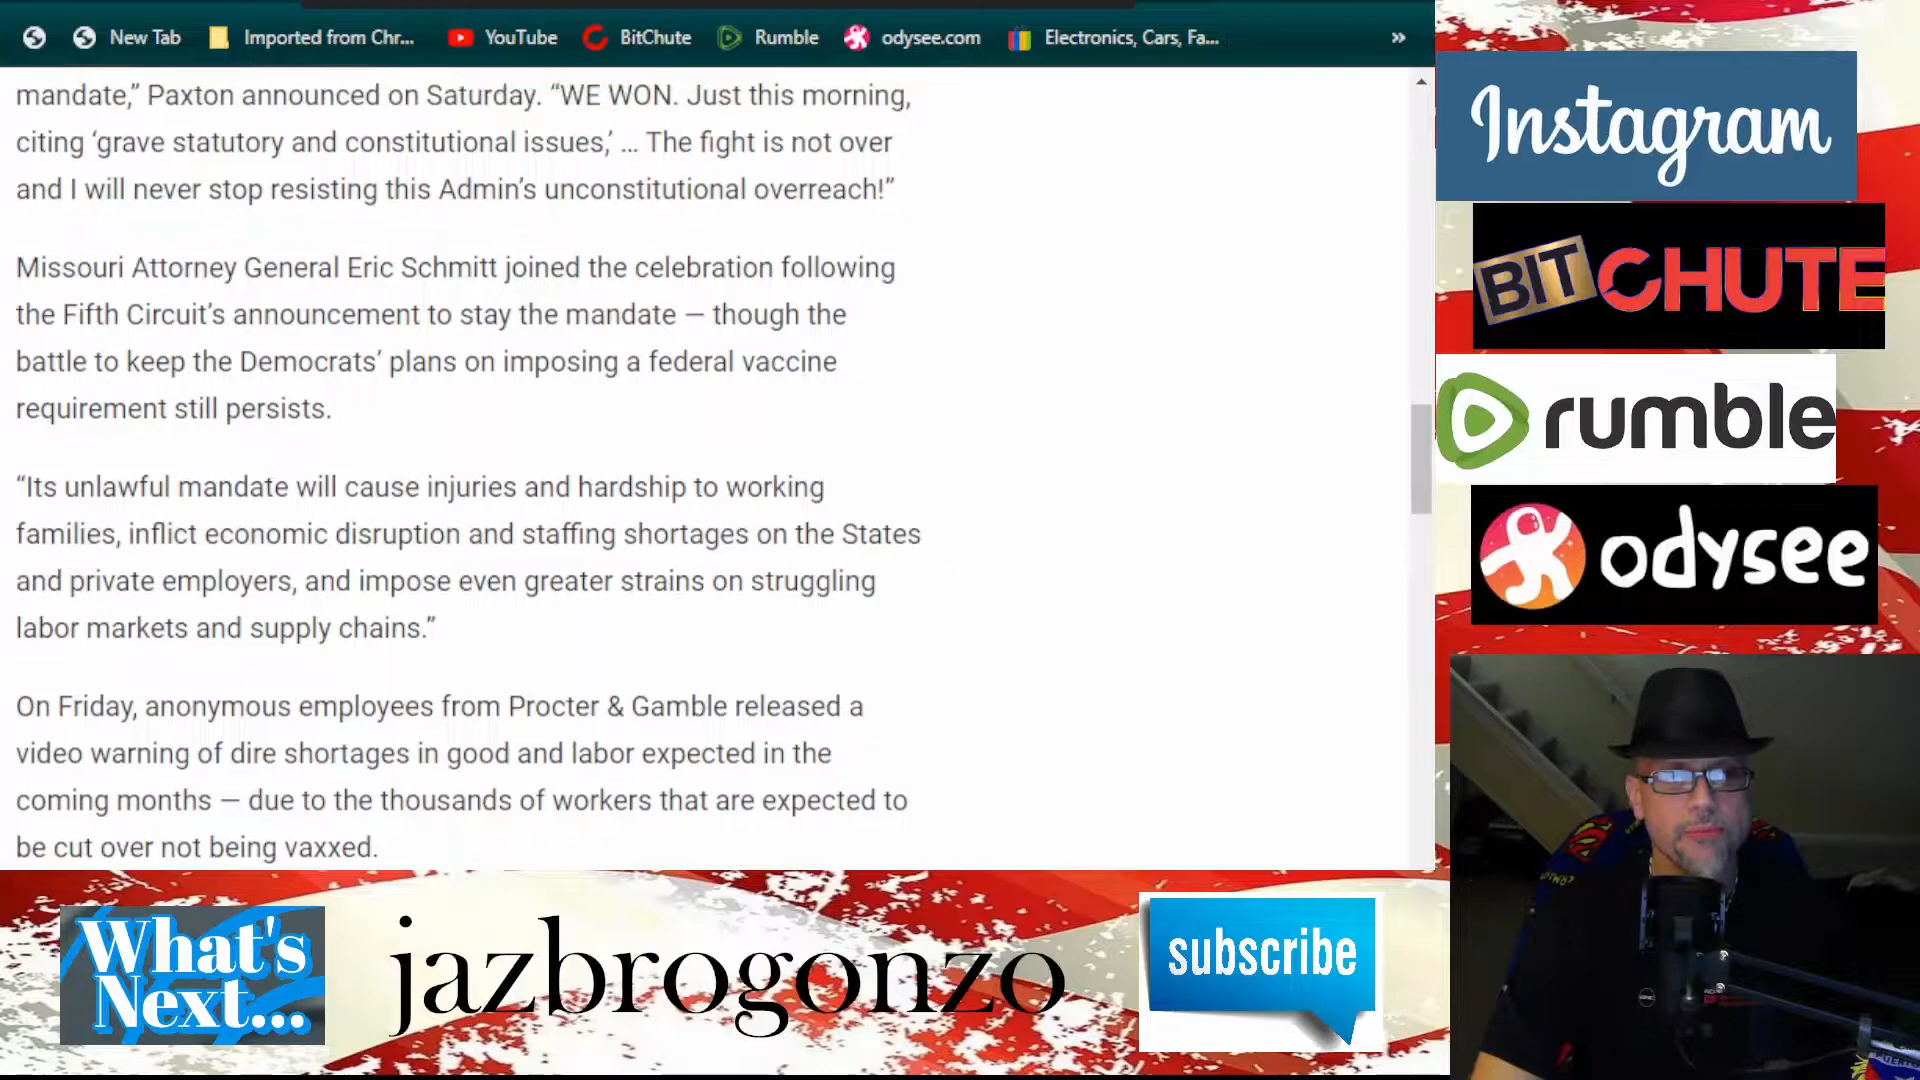 New Tab
Imported from Chr...
YouTube
BitChute
Rumble
odysee.com
Electronics, Cars, Fa...
»
mandate,” Paxton announced on Saturday. “WE WON. Just this morning,
citing ‘grave statutory and constitutional issues,’ ... The fight is not over
and I will never stop resisting this Admin’s unconstitutional overreach!”
Missouri Attorney General Eric Schmitt joined the celebration following
the Fifth Circuit’s announcement to stay the mandate — though the
battle to keep the Democrats’ plans on imposing a federal vaccine
requirement still persists.
“Its unlawful mandate will cause injuries and hardship to working
families, inflict economic disruption and staffing shortages on the States
and private employers, and impose even greater strains on struggling
labor markets and supply chains.”
On Friday, anonymous employees from Procter & Gamble released a
video warning of dire shortages in good and labor expected in the
coming months — due to the thousands of workers that are expected to
be cut over not being vaxxed.
Instagram
BITCHUTE
rumble
odysee
What's
Next...
jazbrogonzo
subscribe